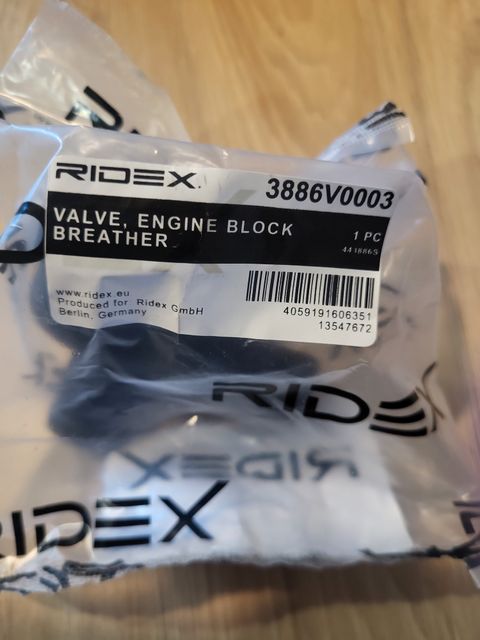 RIDEX
3886V0003
VALVE, ENGINE BLOCK
BREATHER
1 PC
441886S
www.ridex.eu
Produced for Ridex GmbH
Berlin, Germany
4059191606351
13547672
RIDEX
RIDEX
RIDEX